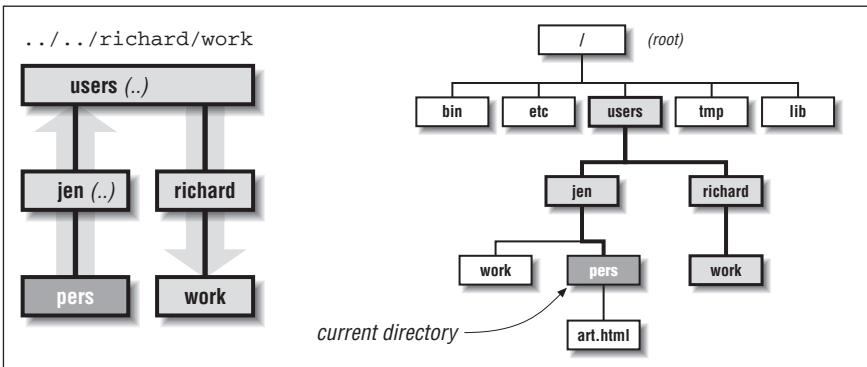 ../../richard/work
users (..)
jen (..)
richard
pers
work
/
(root)
bin
etc
users
tmp
lib
jen
richard
work
pers
work
current directory
art.html